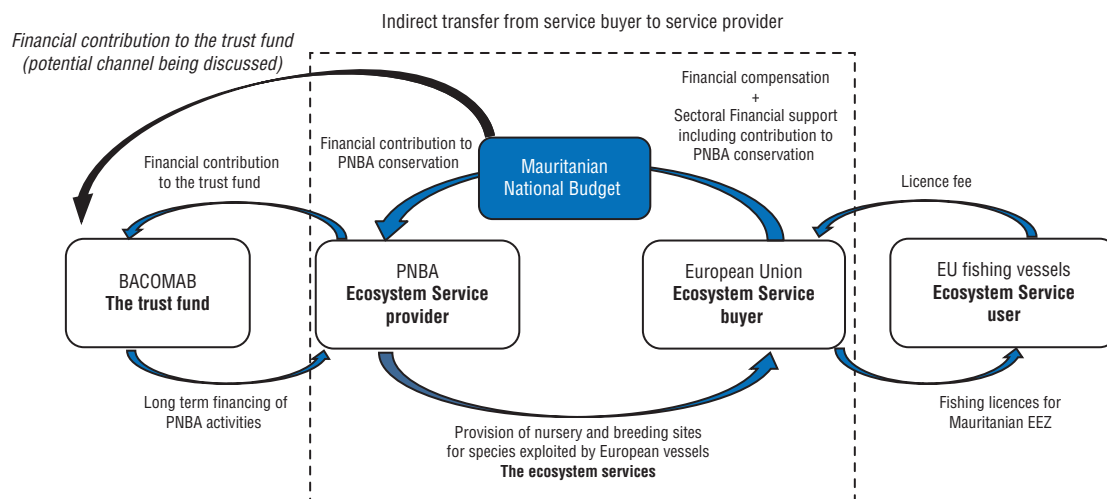 Indirect transfer from service buyer to service provider
Financial contribution to the trust fund
(potential channel being discussed)
Financial compensation
+
Sectoral Financial support
including contribution to
PNBA conservation
Financial contribution to
PNBA conservation
Mauritanian
National Budget
Financial contribution
to the trust fund
Licence fee
BACOMAB
The trust fund
PNBA
Ecosystem Service
provider
European Union
Ecosystem Service
buyer
EU fishing vessels
Ecosystem Service
user
Long term financing of
PNBA activities
Provision of nursery and breeding sites
for species exploited by European vessels
The ecosystem services
Fishing licences for
Mauritanian EEZ